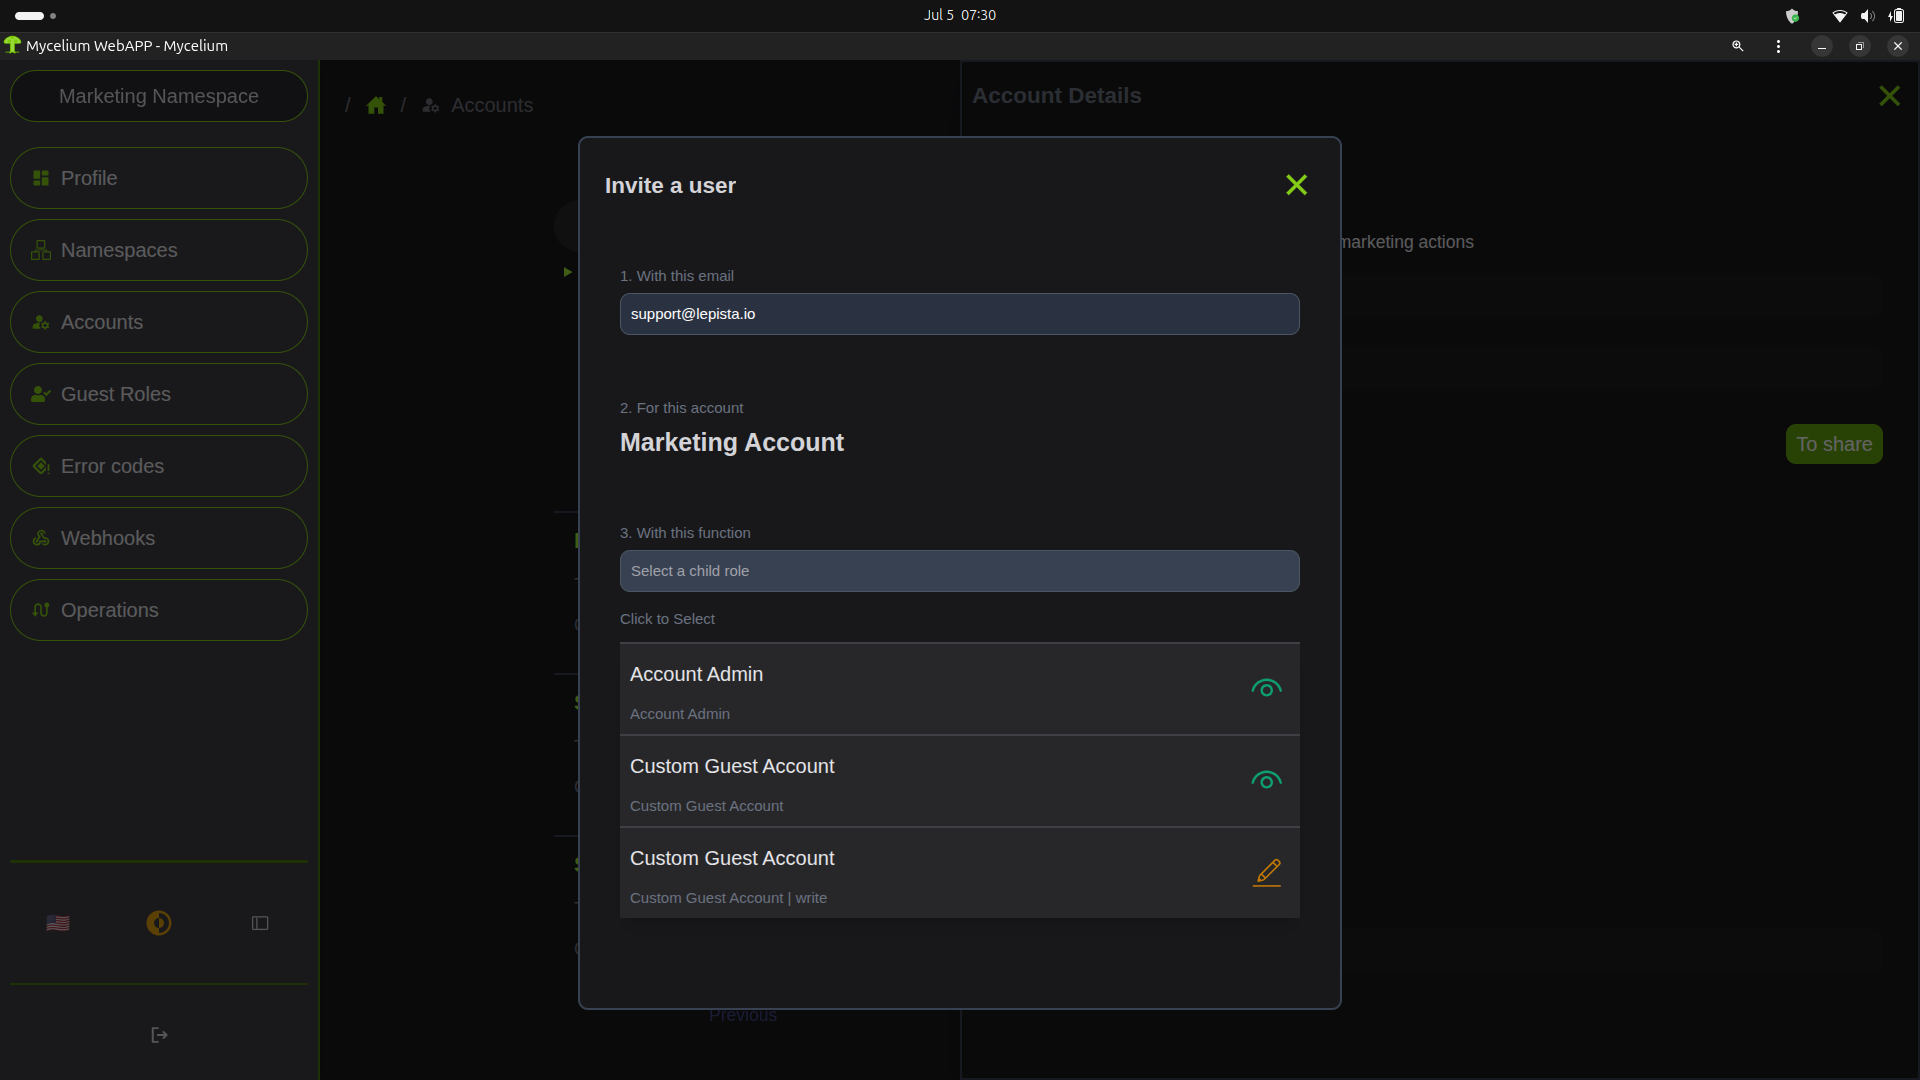 Jul 5 07:30
Mycelium WebAPP - Mycelium
Marketing Namespace
Profile
Namespaces
Accounts
Guest Roles
Error codes
Webhooks
Operations
/ / Accounts
Account Details
marketing actions
To share
Invite a user
1. With this email
support@lepista.io
2. For this account
Marketing Account
3. With this function
Select a child role
Click to Select
Account Admin
Account Admin
Custom Guest Account
Custom Guest Account
Custom Guest Account
Custom Guest Account | write
Previous